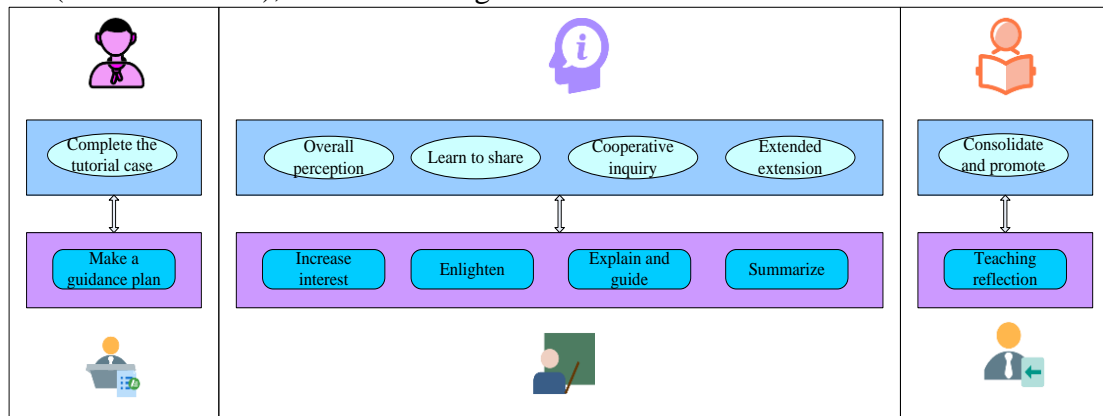 Complete the
tutorial case
Overall
perception
Learn to share
Cooperative
inquiry
Extended
extension
Consolidate
and promote
Make a
guidance plan
Increase
interest
Enlighten
Explain and
guide
Summarize
Teaching
reflection